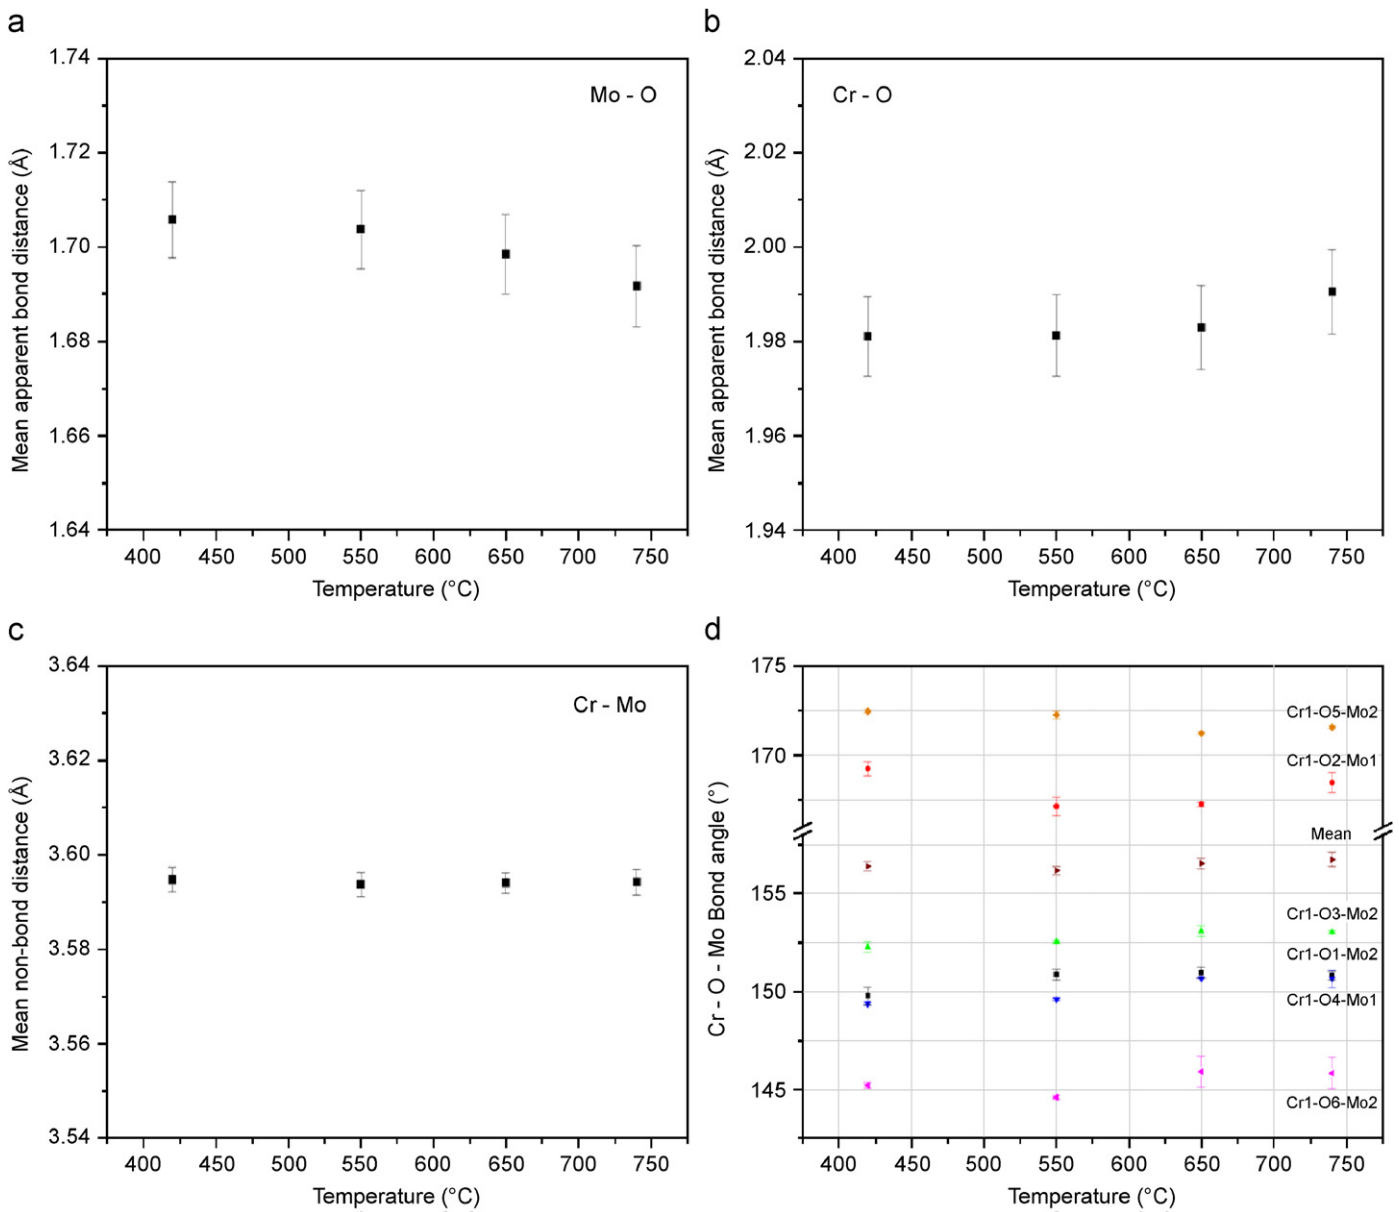 a
1.74
1.72
1.70
1.68
1.66
1.64
Mean apparent bond distance (Å)
Mo - O
400 450 500 550 600 650 700 750
Temperature (°C)
b
2.04
2.02
2.00
1.98
1.96
1.94
Mean apparent bond distance (Å)
Cr - O
400 450 500 550 600 650 700 750
Temperature (°C)
c
3.64
3.62
3.60
3.58
3.56
3.54
Mean non-bond distance (Å)
Cr - Mo
400 450 500 550 600 650 700 750
Temperature (°C)
d
175
170
155
150
145
Cr - O - Mo Bond angle (°)
Cr1-O5-Mo2
Cr1-O2-Mo1
Mean
Cr1-O3-Mo2
Cr1-O1-Mo2
Cr1-O4-Mo1
Cr1-O6-Mo2
400 450 500 550 600 650 700 750
Temperature (°C)